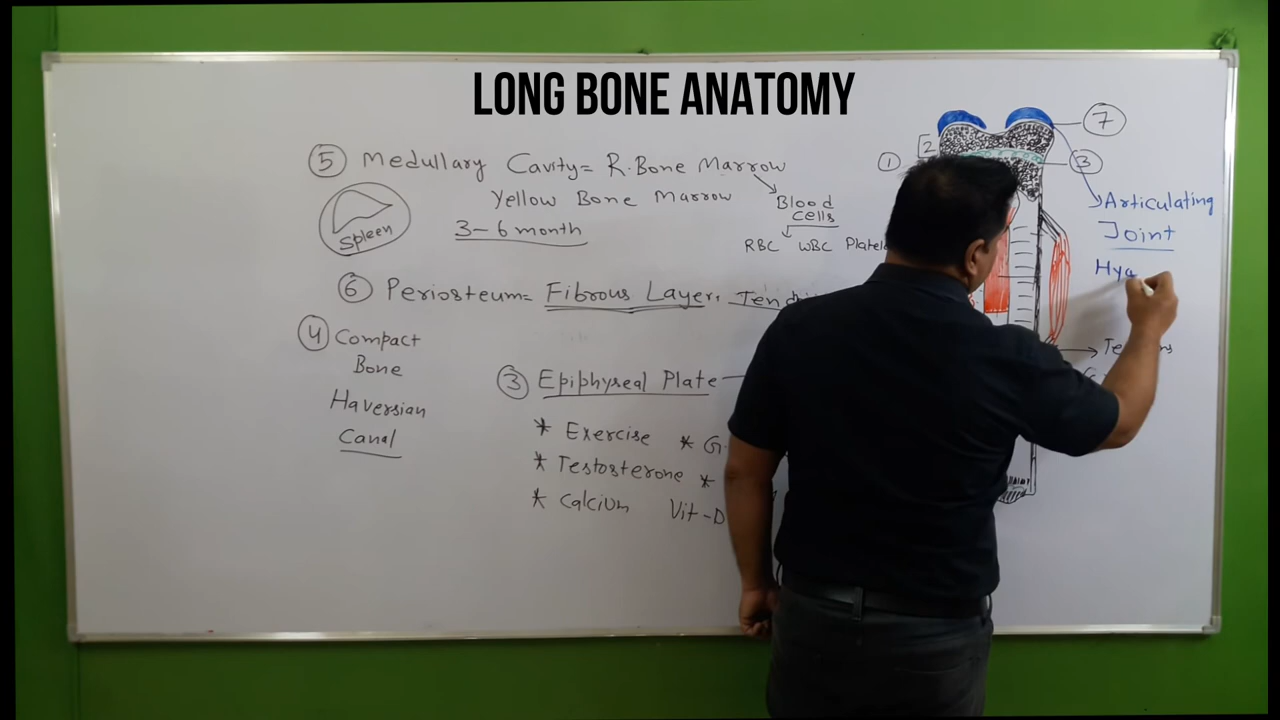 LONG BONE ANATOMY
7
2
1
3
5 Medullary Cavity= R.Bone Marrow
Yellow Bone Marrow
Blood
Cells
Spleen
3-6 month
RBC WBC
Articulating
Joint
Hya
6 Periosteum= Fibrous Layer,
4 Compact
Bone
Haversian
Canal
3 Epiphyseal Plate
* Exercise *
* Testosterone *
* Calcium Vit-D